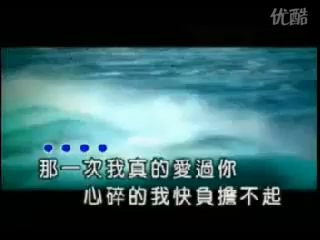 优酷
那一次我真的愛過你
心碎的我快負擔不起